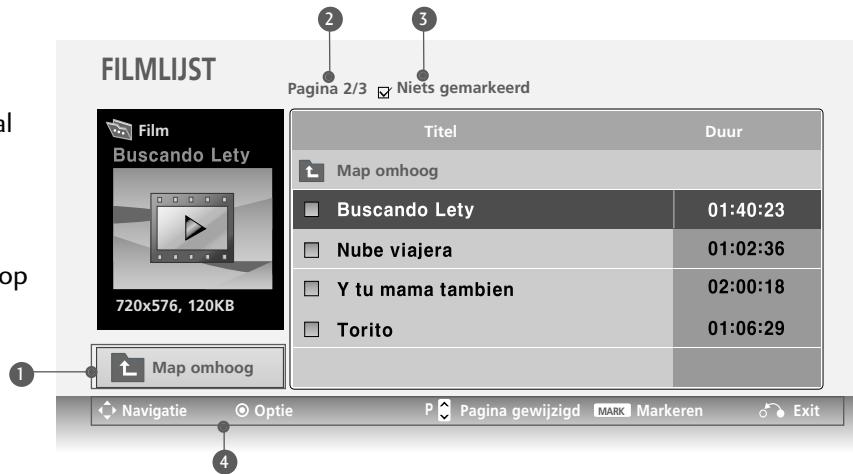 2 3
FILMLIJST
Pagina 2/3 Niets gemarkeerd
al
Film
Buscando Lety
720x576, 120KB
Titel Duur
Map omhoog
Buscando Lety 01:40:23
Nube viajera 01:02:36
Y tu mama tambien 02:00:18
Torito 01:06:29
op
1
Map omhoog
Navigatie Optie P Pagina gewijzigd MARK Markeren Exit
4